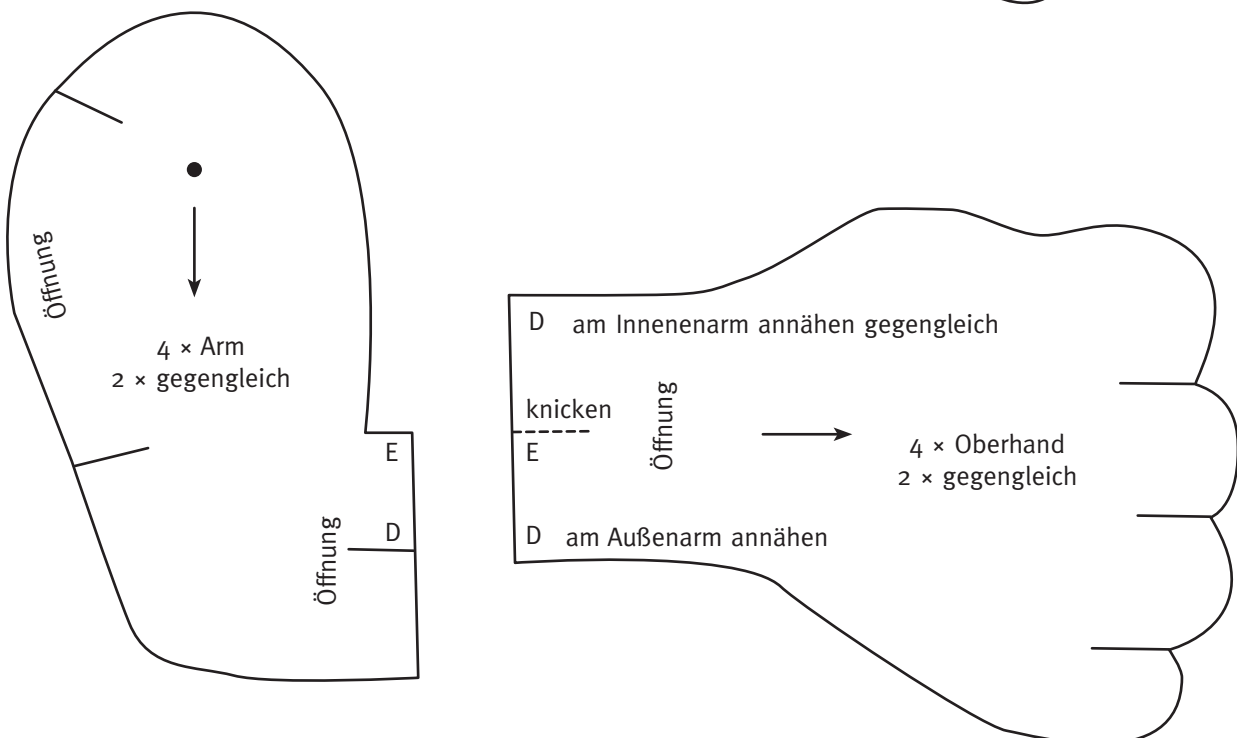 Öffnung
4 × Arm
2 × gegengleich
E
D
Öffnung
D am Innenenarm annähen gegengleich
knicken
E
Öffnung
4 × Oberhand
2 × gegengleich
D am Außenarm annähen